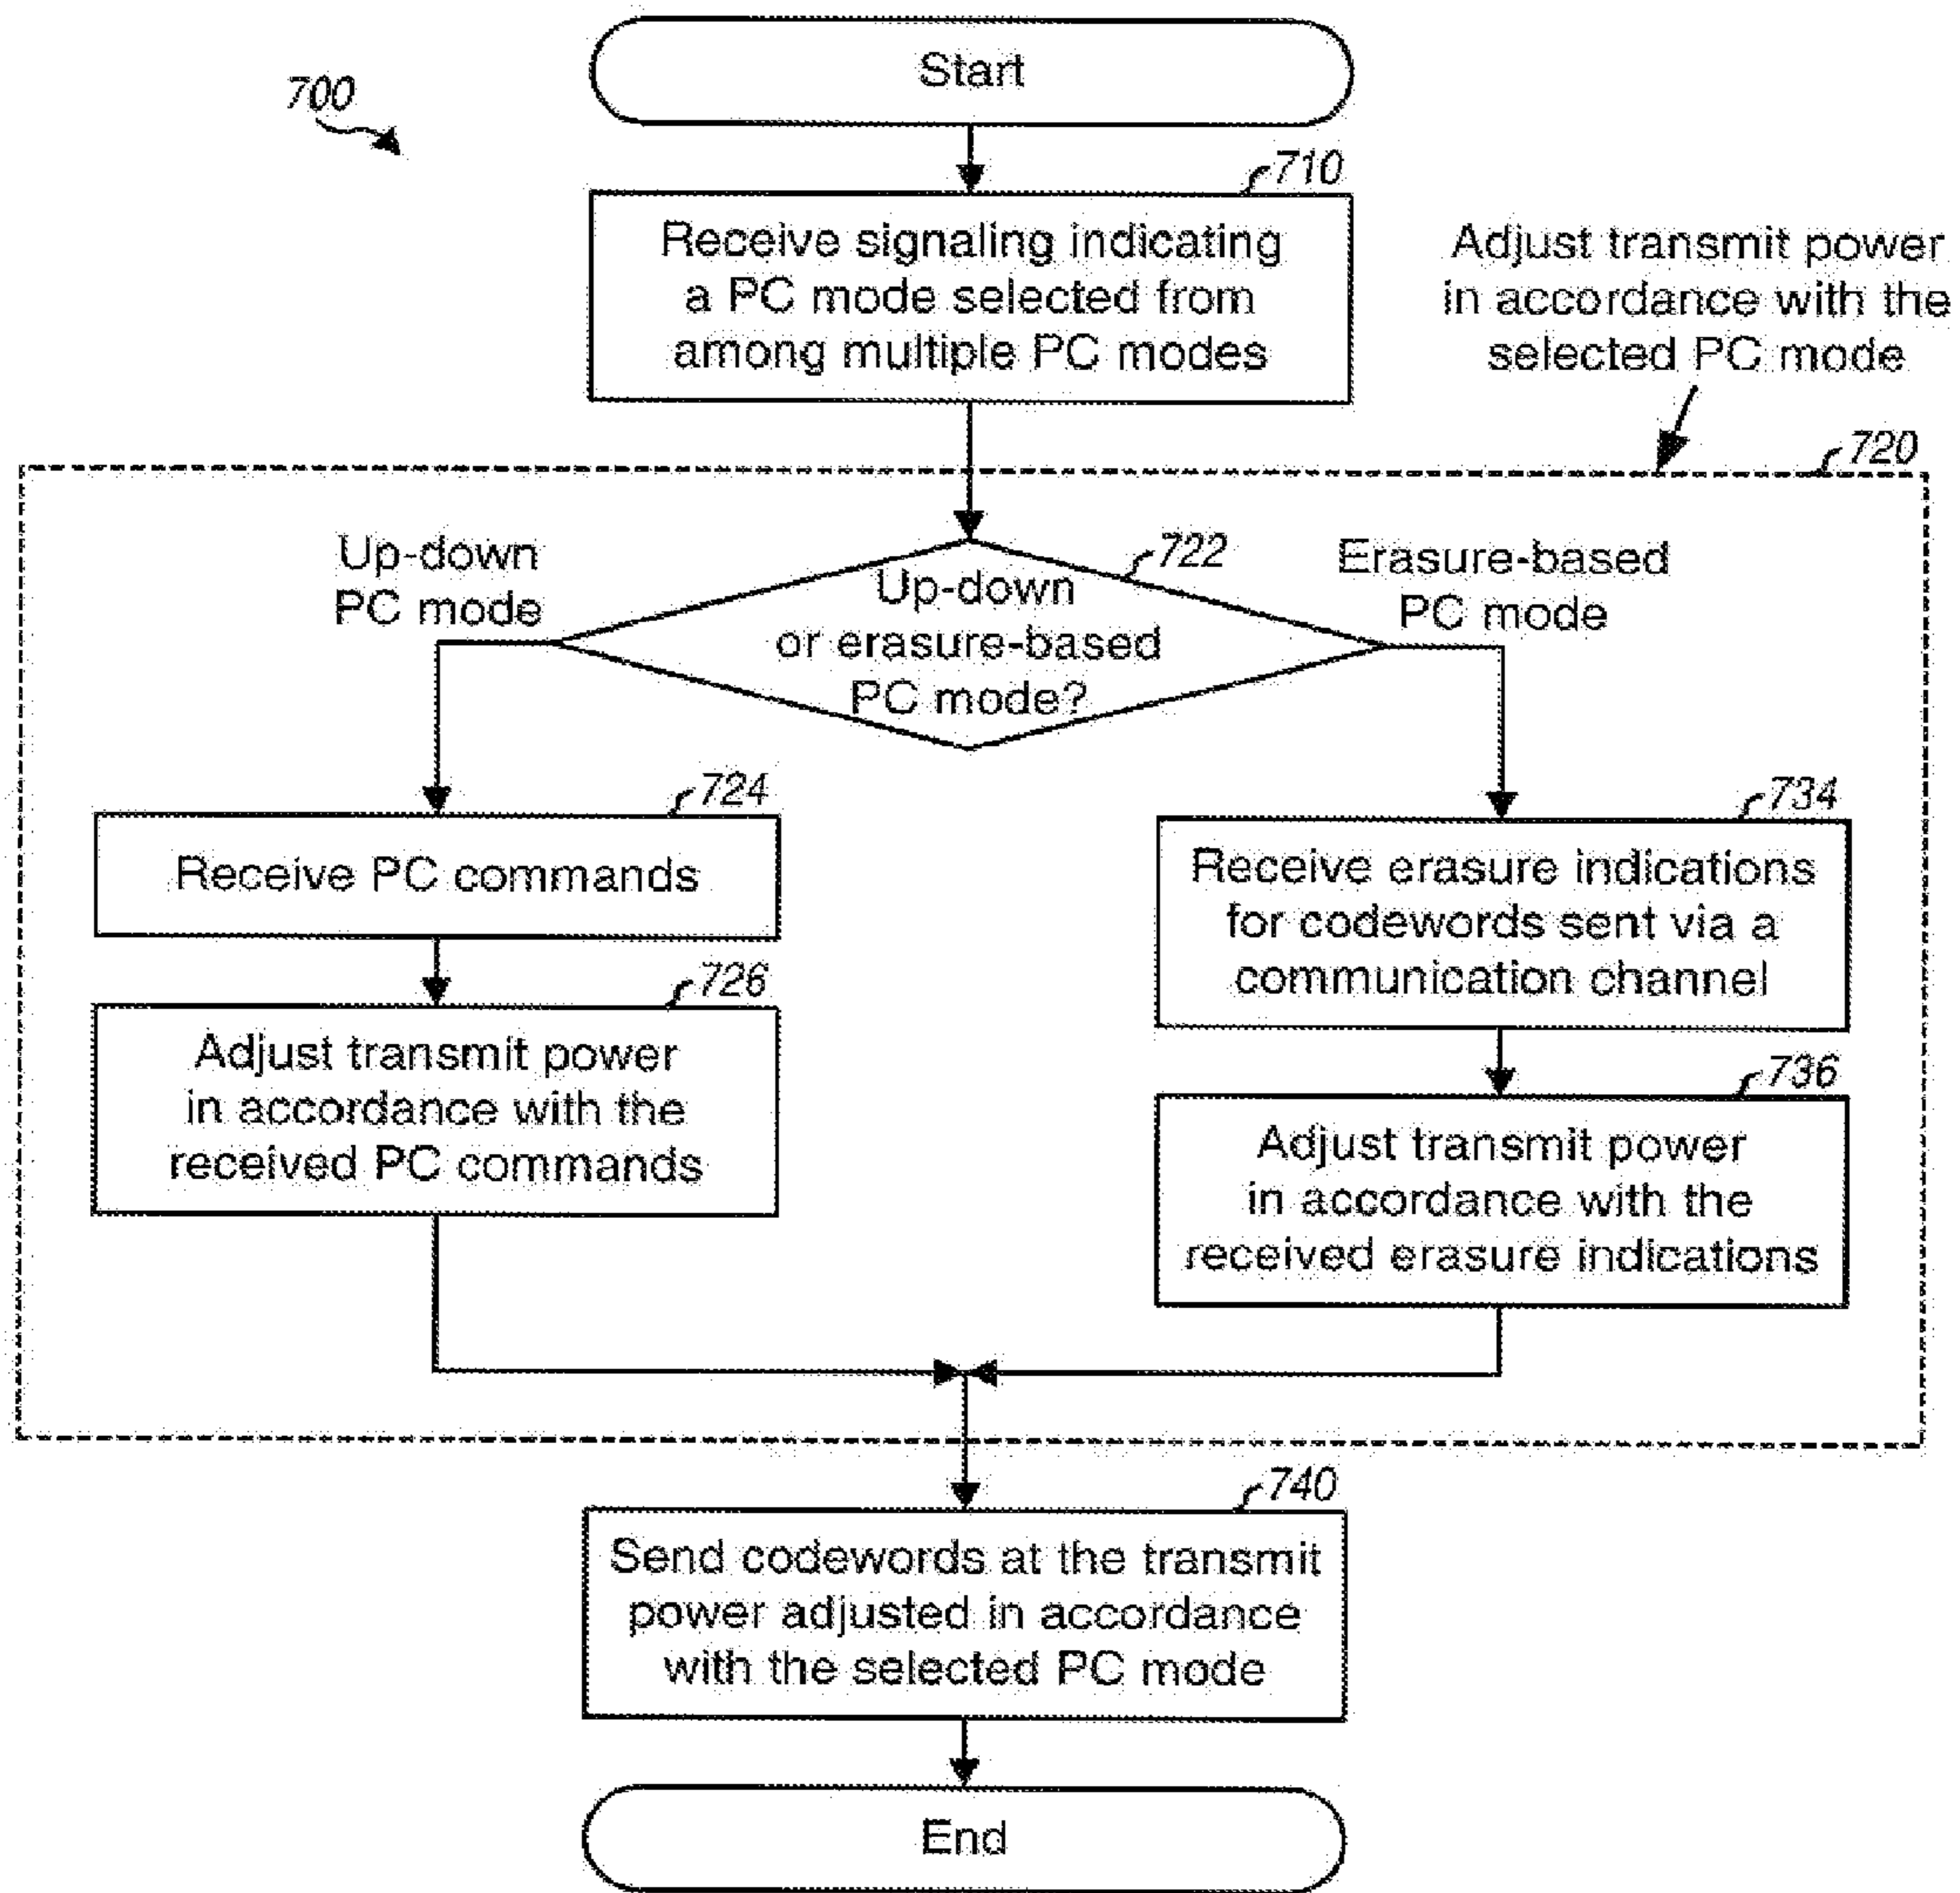 Start
700
710
Receive signaling indicating
a PC mode selected from
among multiple PC modes
Adjust transmit power
in accordance with the
selected PC mode
720
Up-down
PC mode
722
Up-down
or erasure-based
PC mode?
Erasure-based
PC mode
724
Receive PC commands
726
Adjust transmit power
in accordance with the
received PC commands
734
Receive erasure indications
for codewords sent via a
communication channel
736
Adjust transmit power
in accordance with the
received erasure indications
740
Send codewords at the transmit
power adjusted in accordance
with the selected PC mode
End